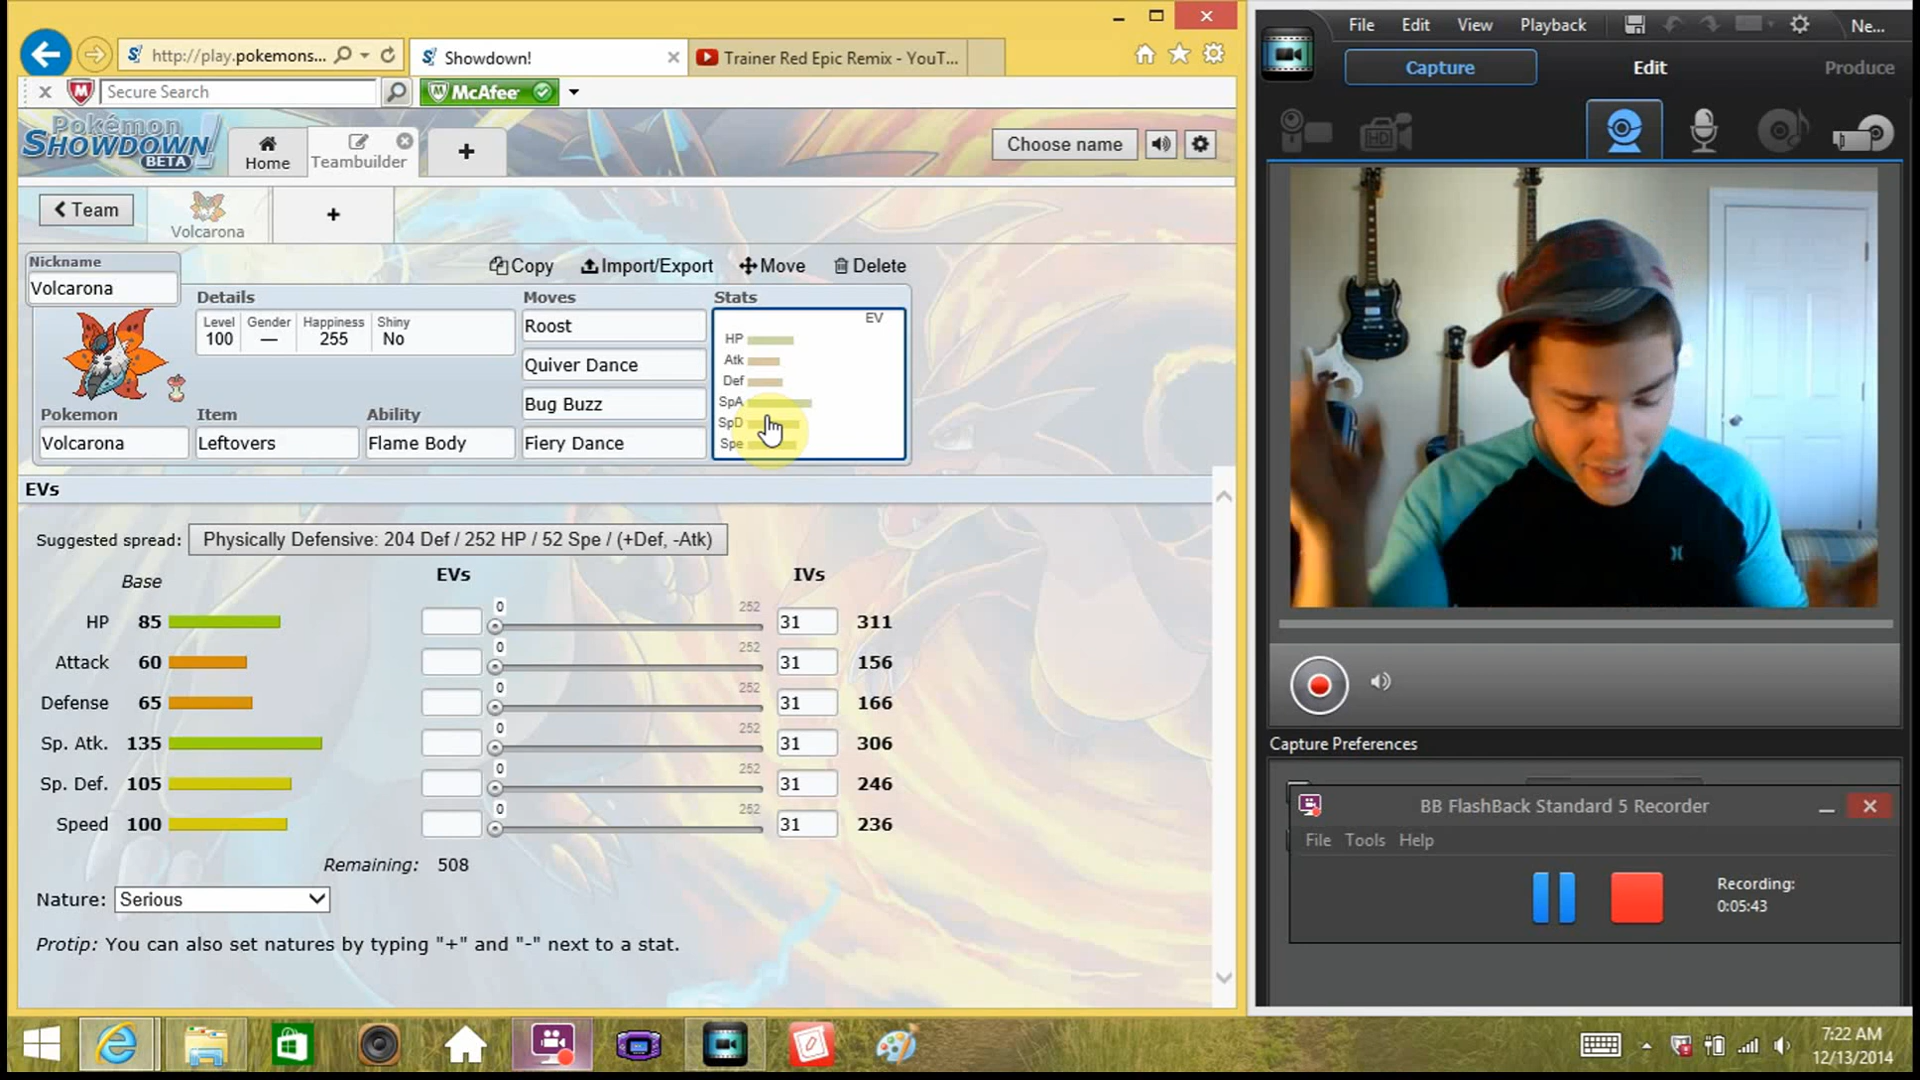 http://play.pokemons...
Showdown!
Trainer Red Epic Remix - YouT...
Secure Search
McAfee
Pokémon
SHOWDOWN!
BETA
Home
Teambuilder
+
Choose name
Team
Volcarona
+
Nickname
Volcarona
Copy
Import/Export
Move
Delete
Details
Level
100
Gender
—
Happiness
255
Shiny
No
Moves
Roost
Quiver Dance
Bug Buzz
Fiery Dance
Stats
EV
HP
Atk
Def
SpA
SpD
Spe
Pokemon
Volcarona
Item
Leftovers
Ability
Flame Body
EVs
Suggested spread: Physically Defensive: 204 Def / 252 HP / 52 Spe / (+Def, -Atk)
Base EVs IVs
HP 85 0 252 31 311
Attack 60 0 252 31 156
Defense 65 0 252 31 166
Sp. Atk. 135 0 252 31 306
Sp. Def. 105 0 252 31 246
Speed 100 0 252 31 236
Remaining: 508
Nature: Serious
Protip: You can also set natures by typing "+" and "-" next to a stat.
File Edit View Playback Ne...
Capture Edit Produce
HD
Capture Preferences
BB FlashBack Standard 5 Recorder
File Tools Help
Recording:
0:05:43
7:22 AM
12/13/2014